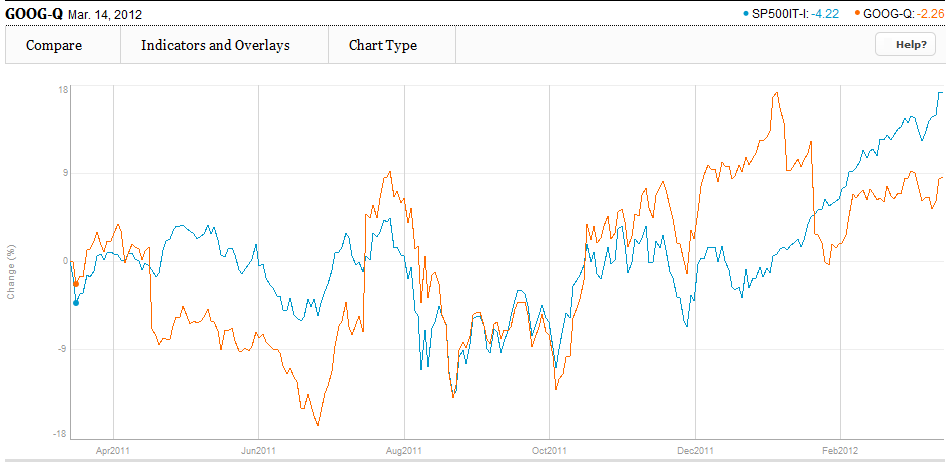 GOOG-Q Mar. 14, 2012 SP500IT-I: -4.22 GOOG-Q: -2.26
Compare Indicators and Overlays Chart Type Help?
18
9
0
-9
-18
Change (%)
Apr2011 Jun2011 Aug2011 Oct2011 Dec2011 Feb2012